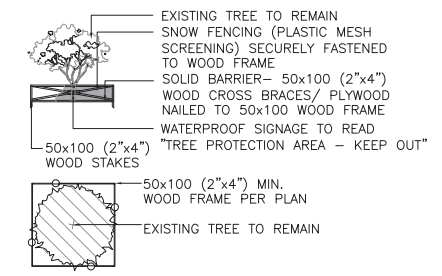 EXISTING TREE TO REMAIN
SNOW FENCING (PLASTIC MESH
SCREENING) SECURELY FASTENED
TO WOOD FRAME
SOLID BARRIER– 50x100 (2"x4")
WOOD CROSS BRACES/ PLYWOOD
NAILED TO 50x100 WOOD FRAME
WATERPROOF SIGNAGE TO READ
"TREE PROTECTION AREA – KEEP OUT"
50x100 (2"x4")
WOOD STAKES
50x100 (2"x4") MIN.
WOOD FRAME PER PLAN
EXISTING TREE TO REMAIN